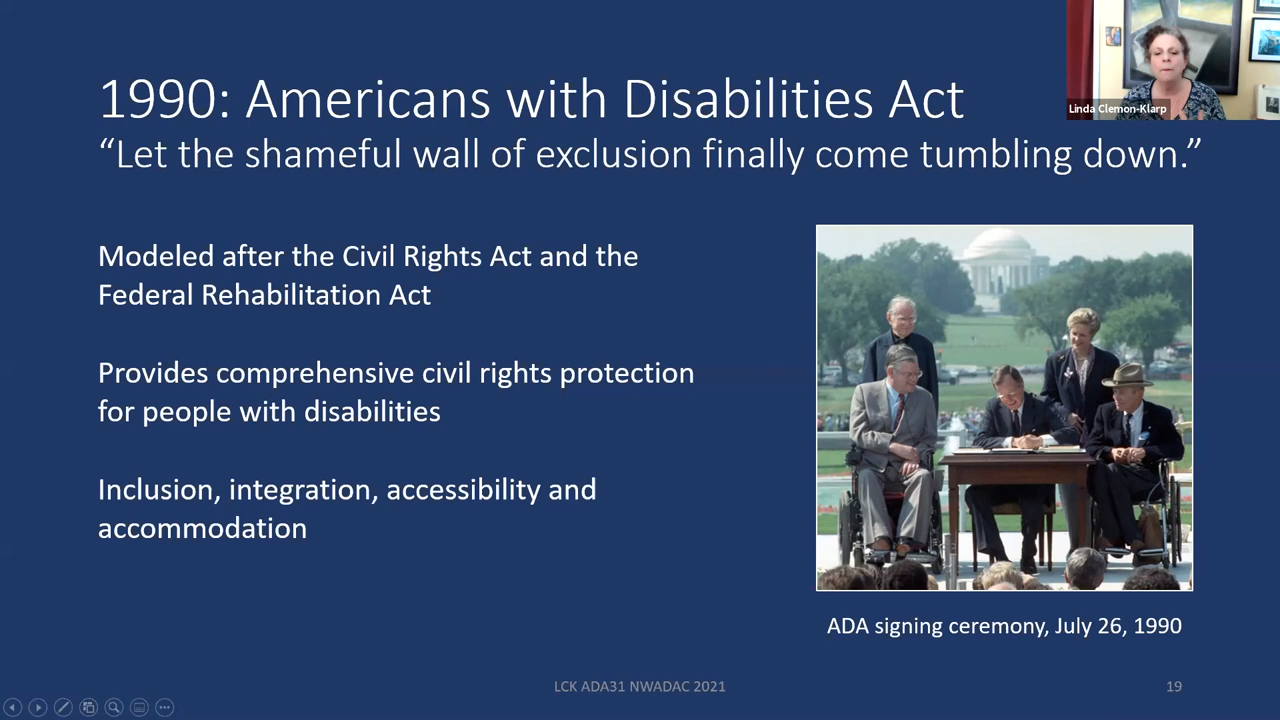 1990: Americans with Disabilities Act
“Let the shameful wall of exclusion finally come tumbling down.”
Linda Clemon-Klarp
Modeled after the Civil Rights Act and the
Federal Rehabilitation Act
Provides comprehensive civil rights protection
for people with disabilities
Inclusion, integration, accessibility and
accommodation
ADA signing ceremony, July 26, 1990
LCK ADA31 NWADAC 2021
19